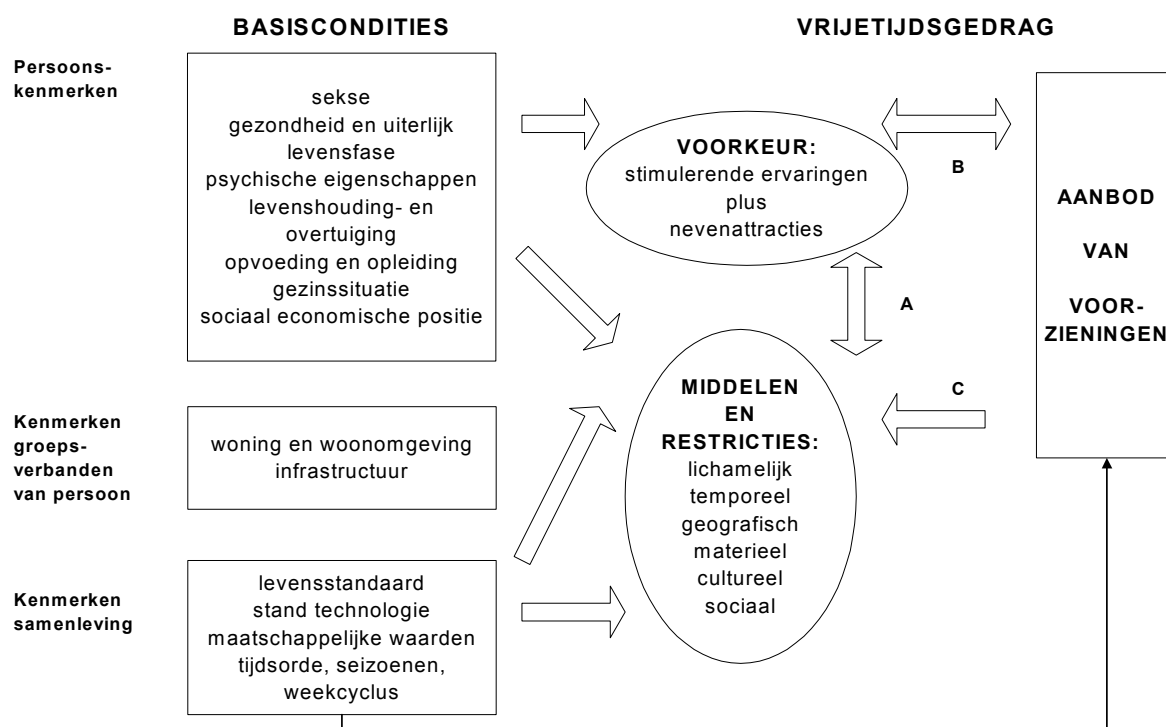 BASISCONDITIES
VRIJETIJDSGEDRAG
Persoons-
kenmerken
sekse
gezondheid en uiterlijk
levensfase
psychische eigenschappen
levenshouding- en
overtuiging
opvoeding en opleiding
gezinssituatie
sociaal economische positie
VOORKEUR:
stimulerende ervaringen
plus
nevenattracties
B
AANBOD
VAN
VOOR-
ZIENINGEN
A
Kenmerken
groeps-
verbanden
van persoon
woning en woonomgeving
infrastructuur
MIDDELEN
EN
RESTRICTIES:
lichamelijk
temporeel
geografisch
materieel
cultureel
sociaal
C
Kenmerken
samenleving
levensstandaard
stand technologie
maatschappelijke waarden
tijdsorde, seizoenen,
weekcyclus